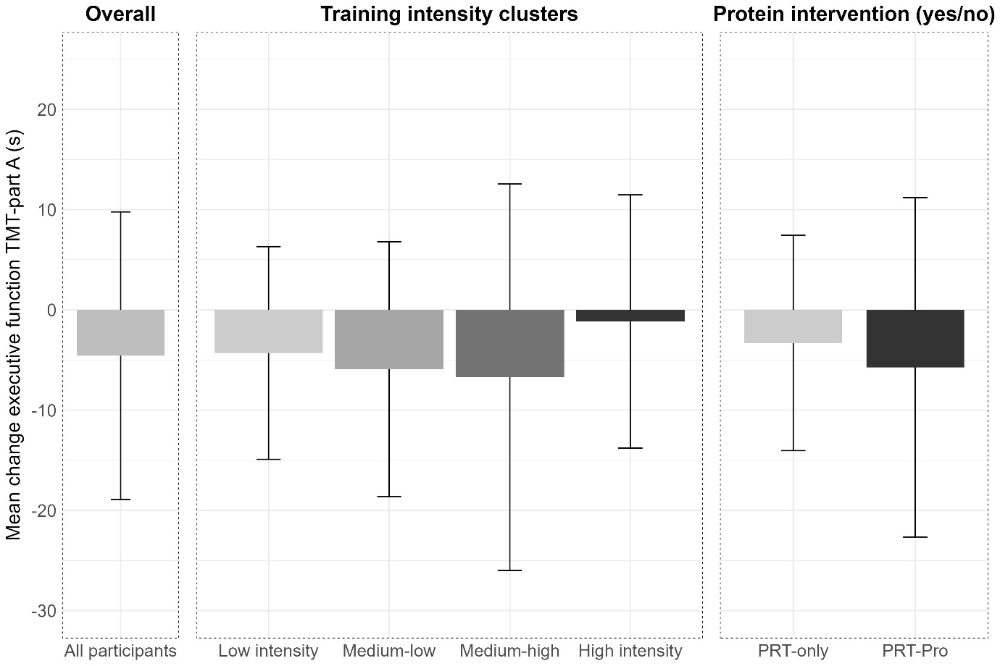 Overall
Training intensity clusters
Protein intervention (yes/no)
Mean change executive function TMT-part A (s)
20
10
0
-10
-20
-30
All participants
Low intensity
Medium-low
Medium-high
High intensity
PRT-only
PRT-Pro